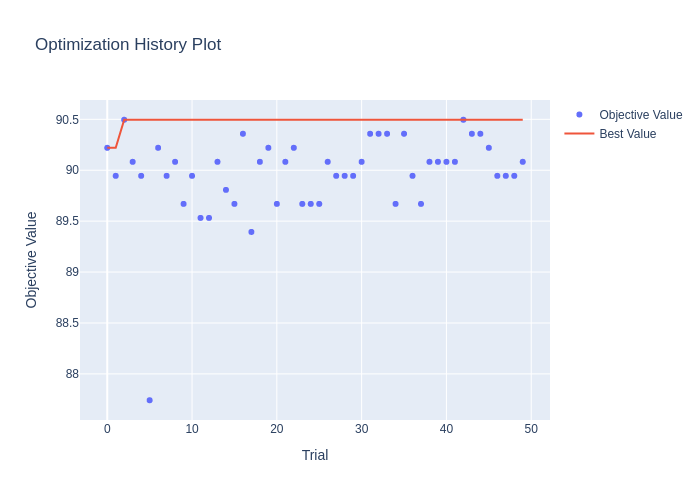 Optimization History Plot
Objective Value
Best Value
90.5
90
89.5
89
88.5
88
0
10
20
30
40
50
Trial
Objective Value